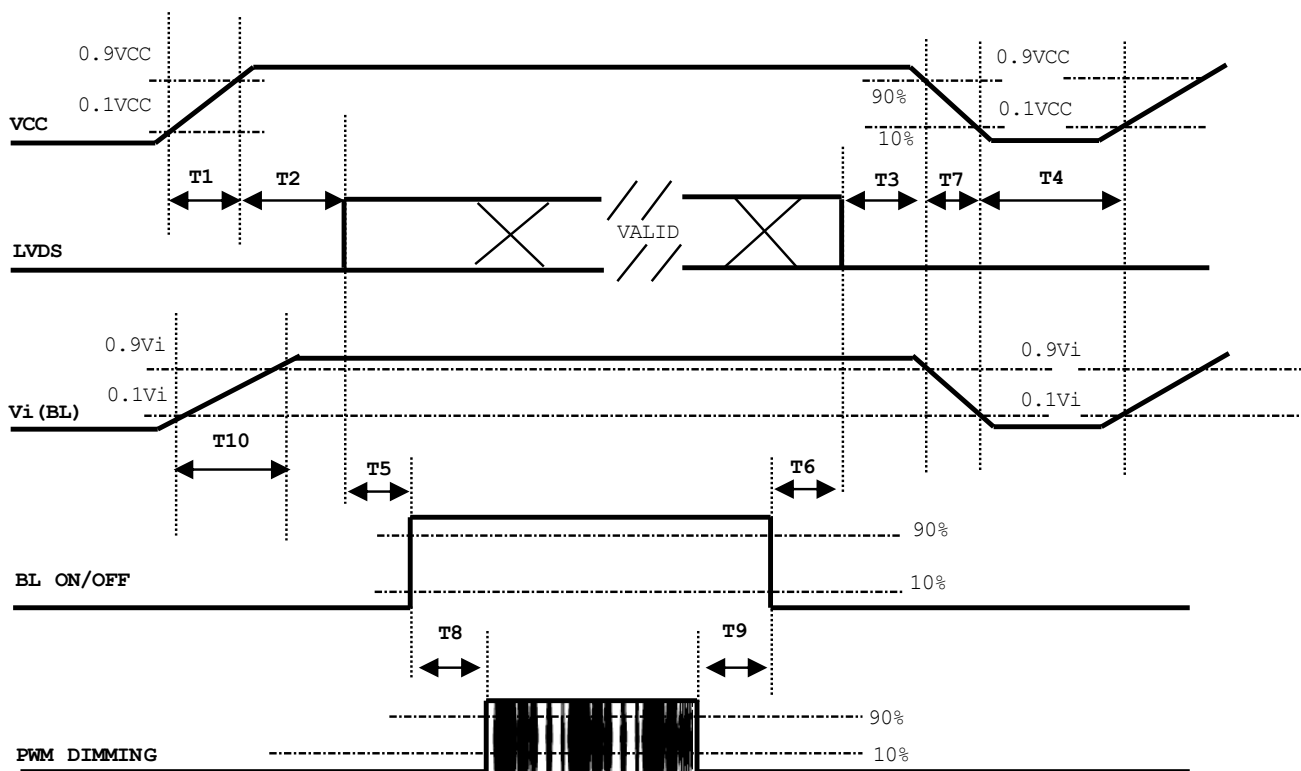 0.9VCC
0.9VCC
90%
0.1VCC
0.1VCC
VCC
10%
T1
T2
T3
T7
T4
VALID
LVDS
0.9Vi
0.9Vi
0.1Vi
0.1Vi
Vi(BL)
T10
T5
T6
90%
BL ON/OFF
10%
T8
T9
90%
PWM DIMMING
10%